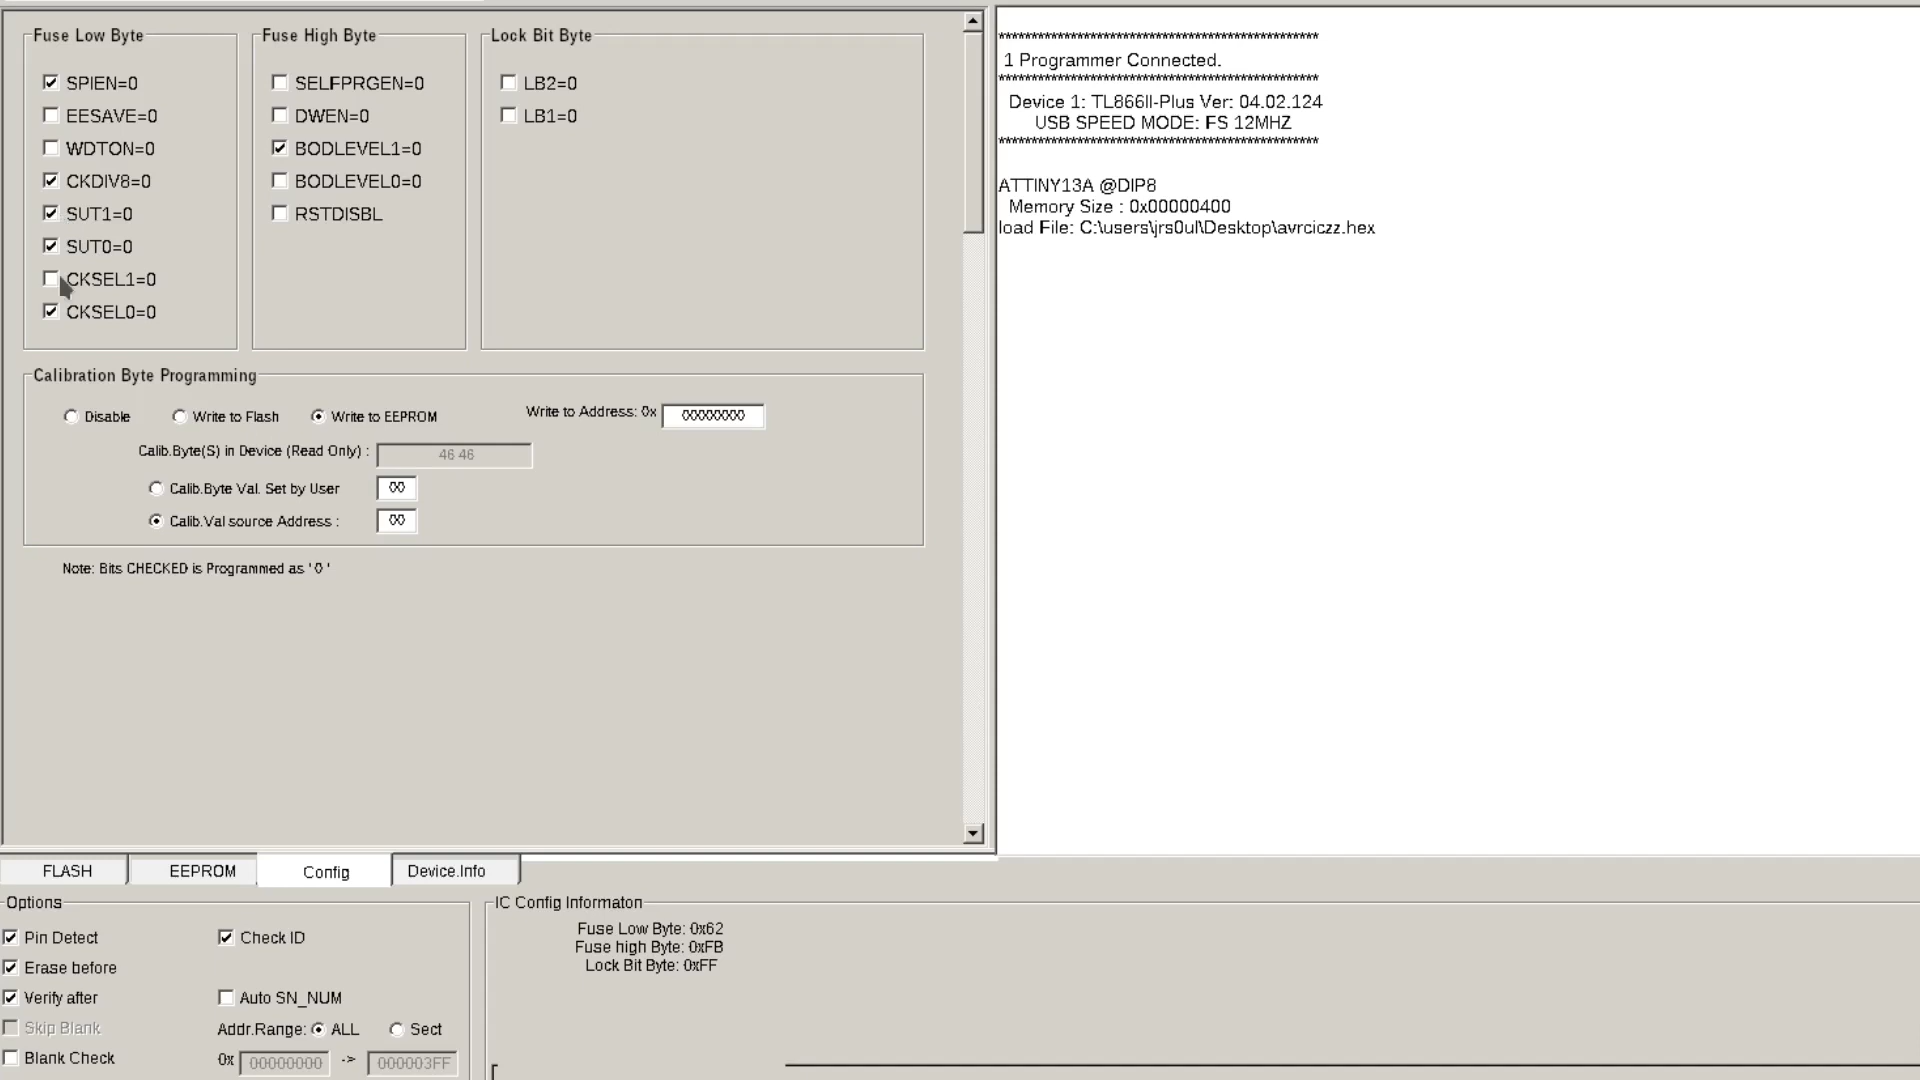 Fuse Low Byte
SPIEN=0
EESAVE=0
WDTON=0
CKDIV8=0
SUT1=0
SUT0=0
CKSEL1=0
CKSEL0=0
Fuse High Byte
SELFPRGEN=0
DWEN=0
BODLEVEL1=0
BODLEVEL0=0
RSTDISBL
Lock Bit Byte
LB2=0
LB1=0
Calibration Byte Programming
Disable Write to Flash Write to EEPROM Write to Address: 0x 00000000
Calib.Byte(S) in Device (Read Only) : 46 46
Calib.Byte Val. Set by User 00
Calib.Val source Address : 00
Note: Bits CHECKED is Programmed as '0'
**************************************************
1 Programmer Connected.
**************************************************
Device 1: TL866II-Plus Ver: 04.02.124
USB SPEED MODE: FS 12MHZ
**************************************************
ATTINY13A @DIP8
Memory Size : 0x00000400
load File: C:\users\jrs0ul\Desktop\avrciczz.hex
FLASH EEPROM Config Device.Info
Options
Pin Detect Check ID
Erase before
Verify after Auto SN_NUM
Skip Blank Addr.Range: ALL Sect
Blank Check 0x 00000000 -> 000003FF
IC Config Informaton
Fuse Low Byte: 0x62
Fuse high Byte: 0xFB
Lock Bit Byte: 0xFF